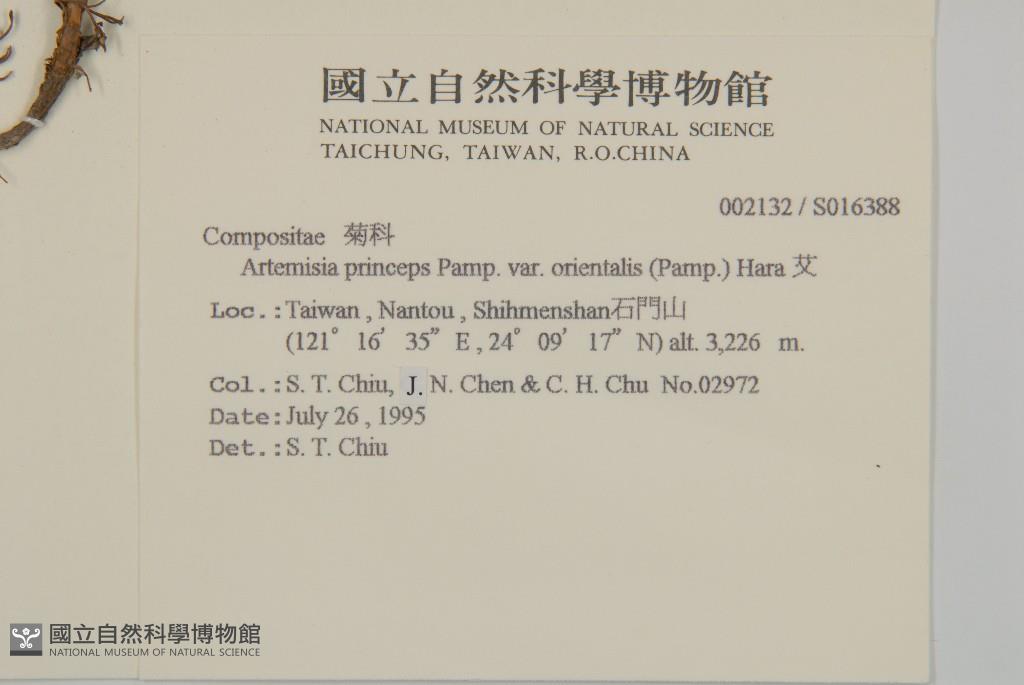 國立自然科學博物館
NATIONAL MUSEUM OF NATURAL SCIENCE
TAICHUNG, TAIWAN, R.O.CHINA
002132 / S016388
Compositae 菊科
Artemisia princeps Pamp. var. orientalis (Pamp.) Hara 艾
Loc.: Taiwan , Nantou , Shihmenshan石門山
(121° 16′ 35″ E , 24° 09′ 17″ N) alt. 3,226 m.
Col.: S. T. Chiu, J. N. Chen & C. H. Chu No.02972
Date: July 26 , 1995
Det.: S. T. Chiu
國立自然科學博物館
NATIONAL MUSEUM OF NATURAL SCIENCE